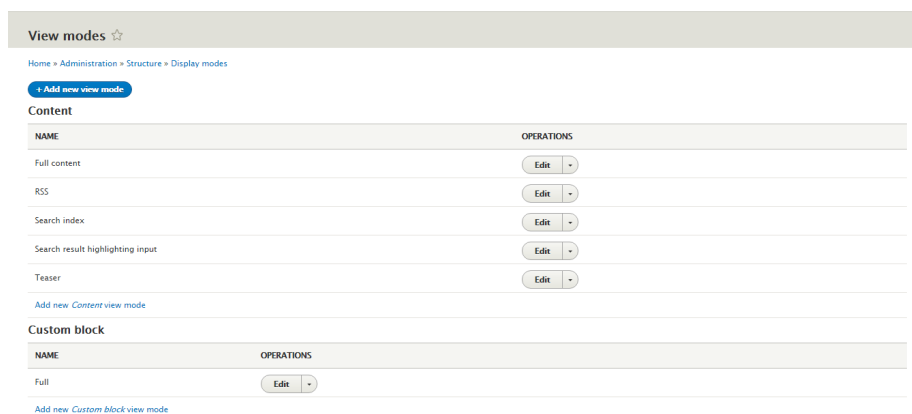 View modes
Home » Administration » Structure » Display modes
+ Add new view mode
Content
NAME OPERATIONS
Full content Edit
RSS Edit
Search index Edit
Search result highlighting input Edit
Teaser Edit
Add new Content view mode
Custom block
NAME OPERATIONS
Full Edit
Add new Custom block view mode